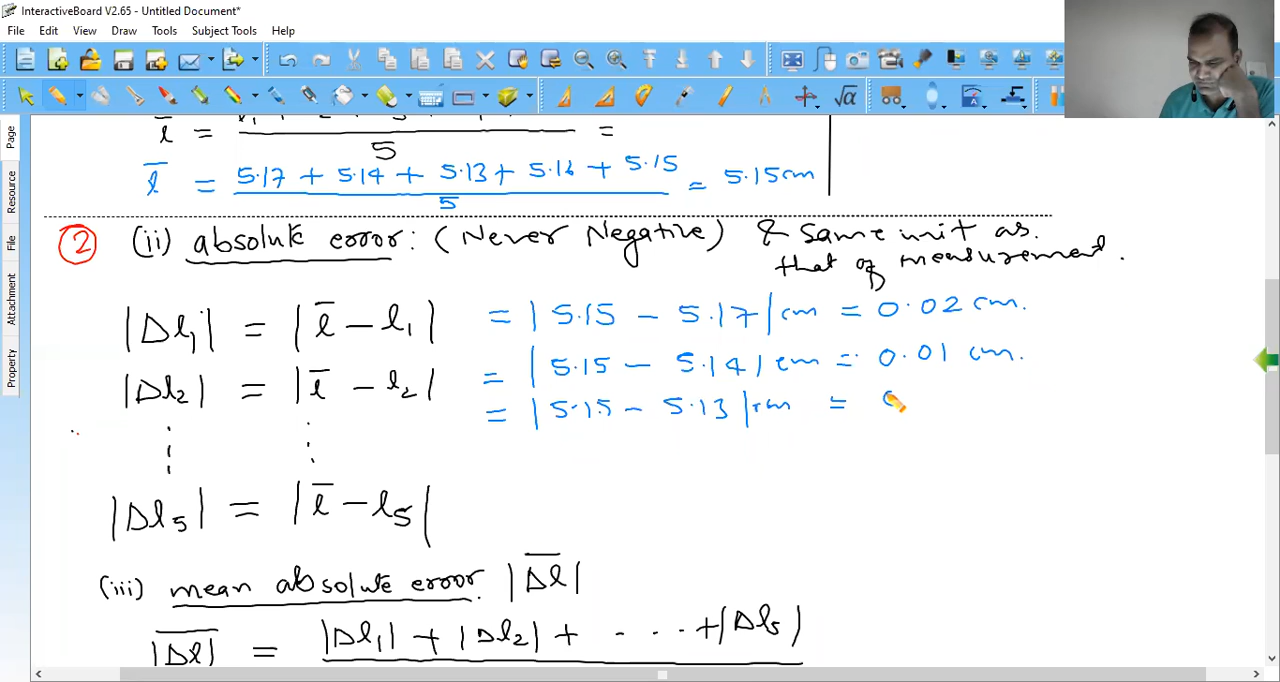 InteractiveBoard V2.65 - Untitled Document*
File Edit View Draw Tools Subject Tools Help
Page
Resource
File
Attachment
Property
l̅ = 5 =
l̅ = 5.17 + 5.14 + 5.13 + 5.16 + 5.15 / 5 = 5.15 cm
② (ii) absolute error : (Never Negative) & same unit as
that of measurement.
|Δl₁| = |l̅ - l₁| = |5.15 - 5.17| cm = 0.02 cm.
|Δl₂| = |l̅ - l₂| = |5.15 - 5.14| cm = 0.01 cm.
= |5.15 - 5.13| cm =
|Δl₅| = |l̅ - l₅|
(iii) mean absolute error. |Δl̅|
|Δl̅| = |Δl₁| + |Δl₂| + . . . . + |Δl₅|